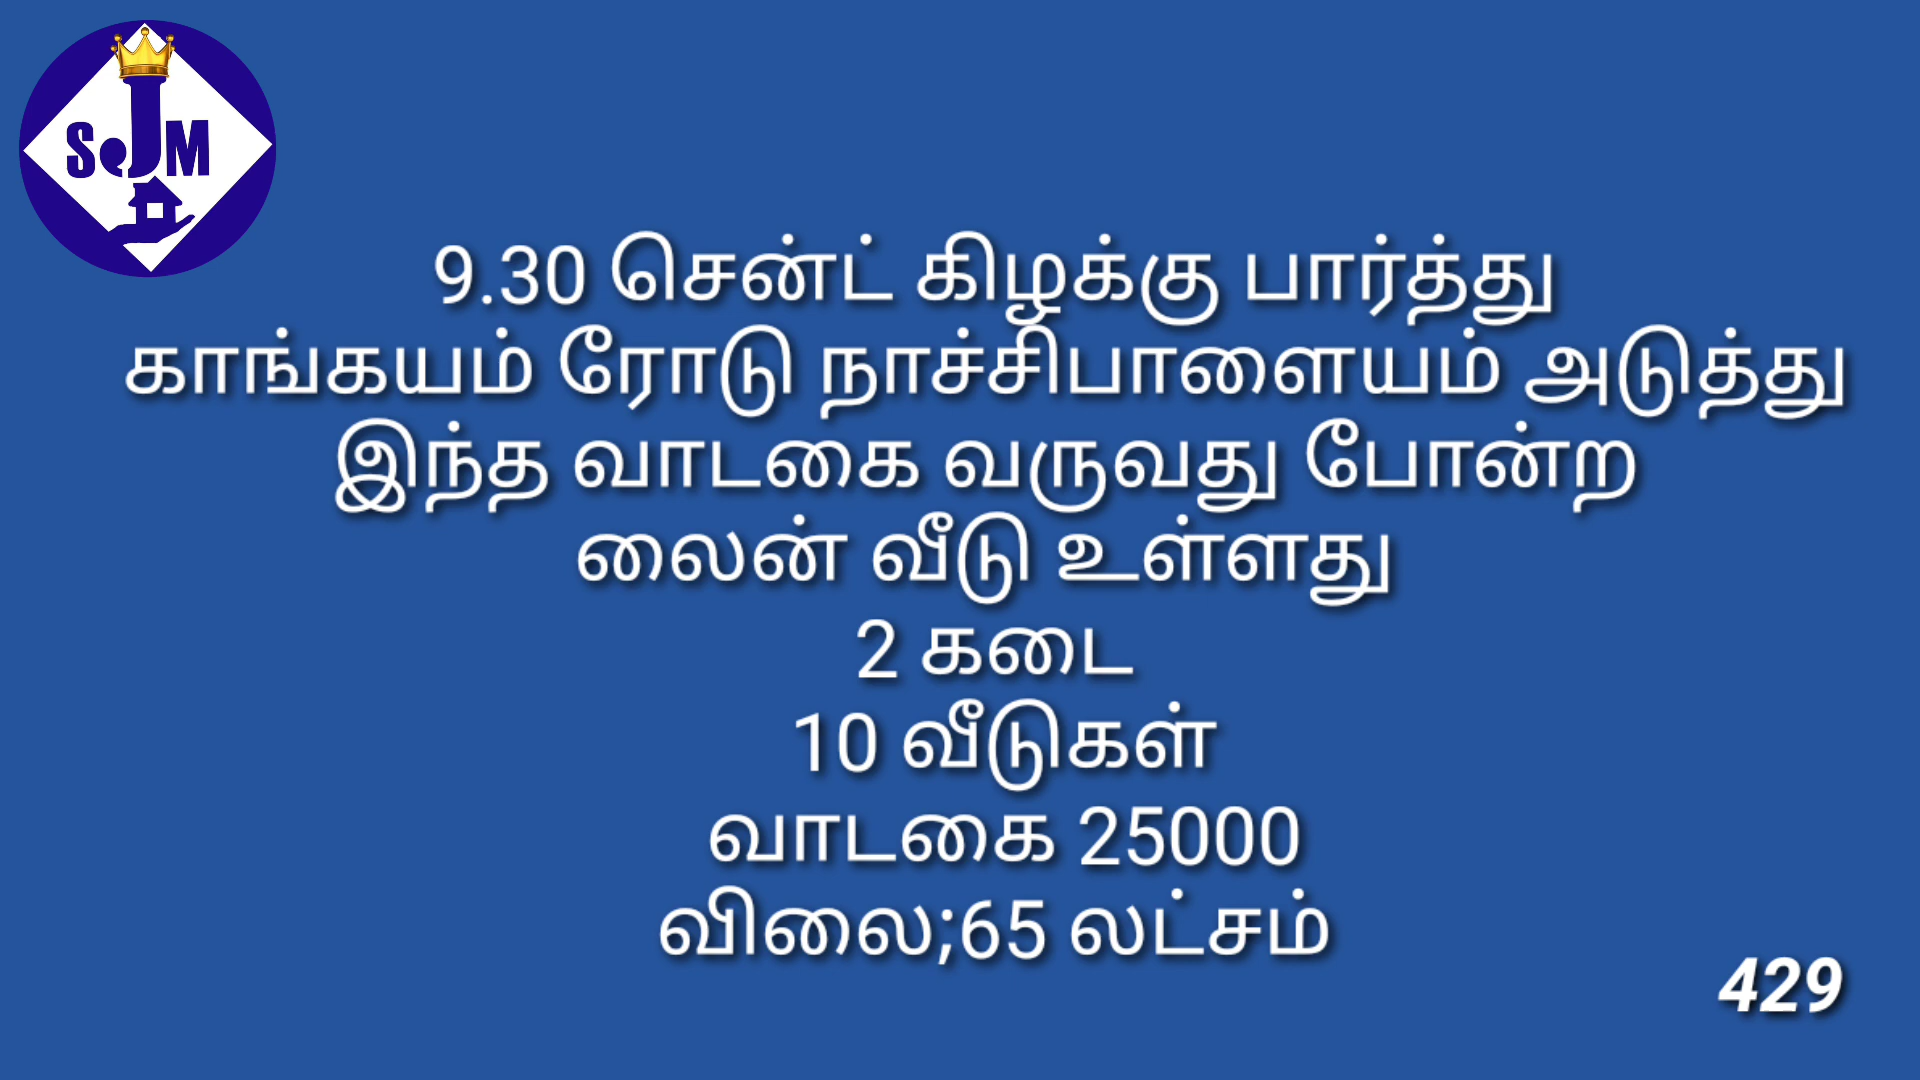 SeJM
9.30 சென்ட் கிழக்கு பார்த்து
காங்கயம் ரோடு நாச்சிபாளையம் அடுத்து
இந்த வாடகை வருவது போன்ற
லைன் வீடு உள்ளது
2 கடை
10 வீடுகள்
வாடகை 25000
விலை;65 லட்சம்
429